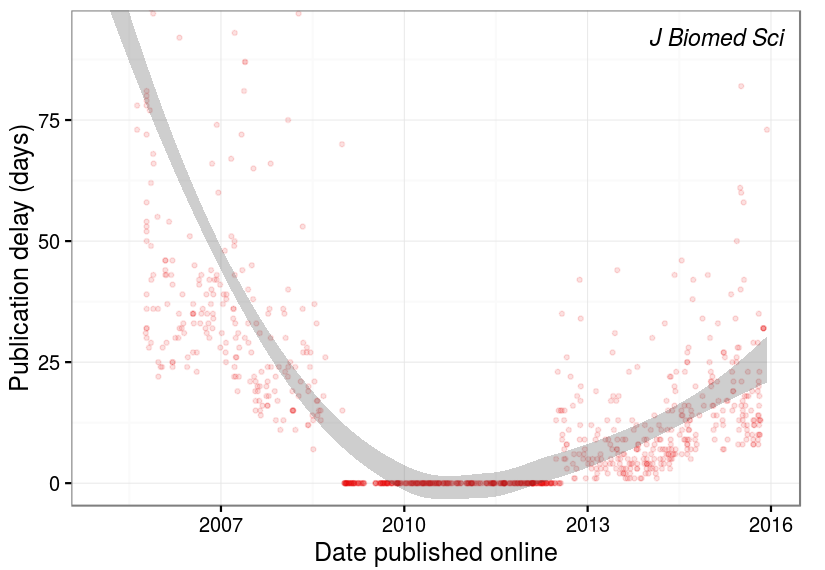 J Biomed Sci
Publication delay (days)
75
50
25
0
2007 2010 2013 2016
Date published online